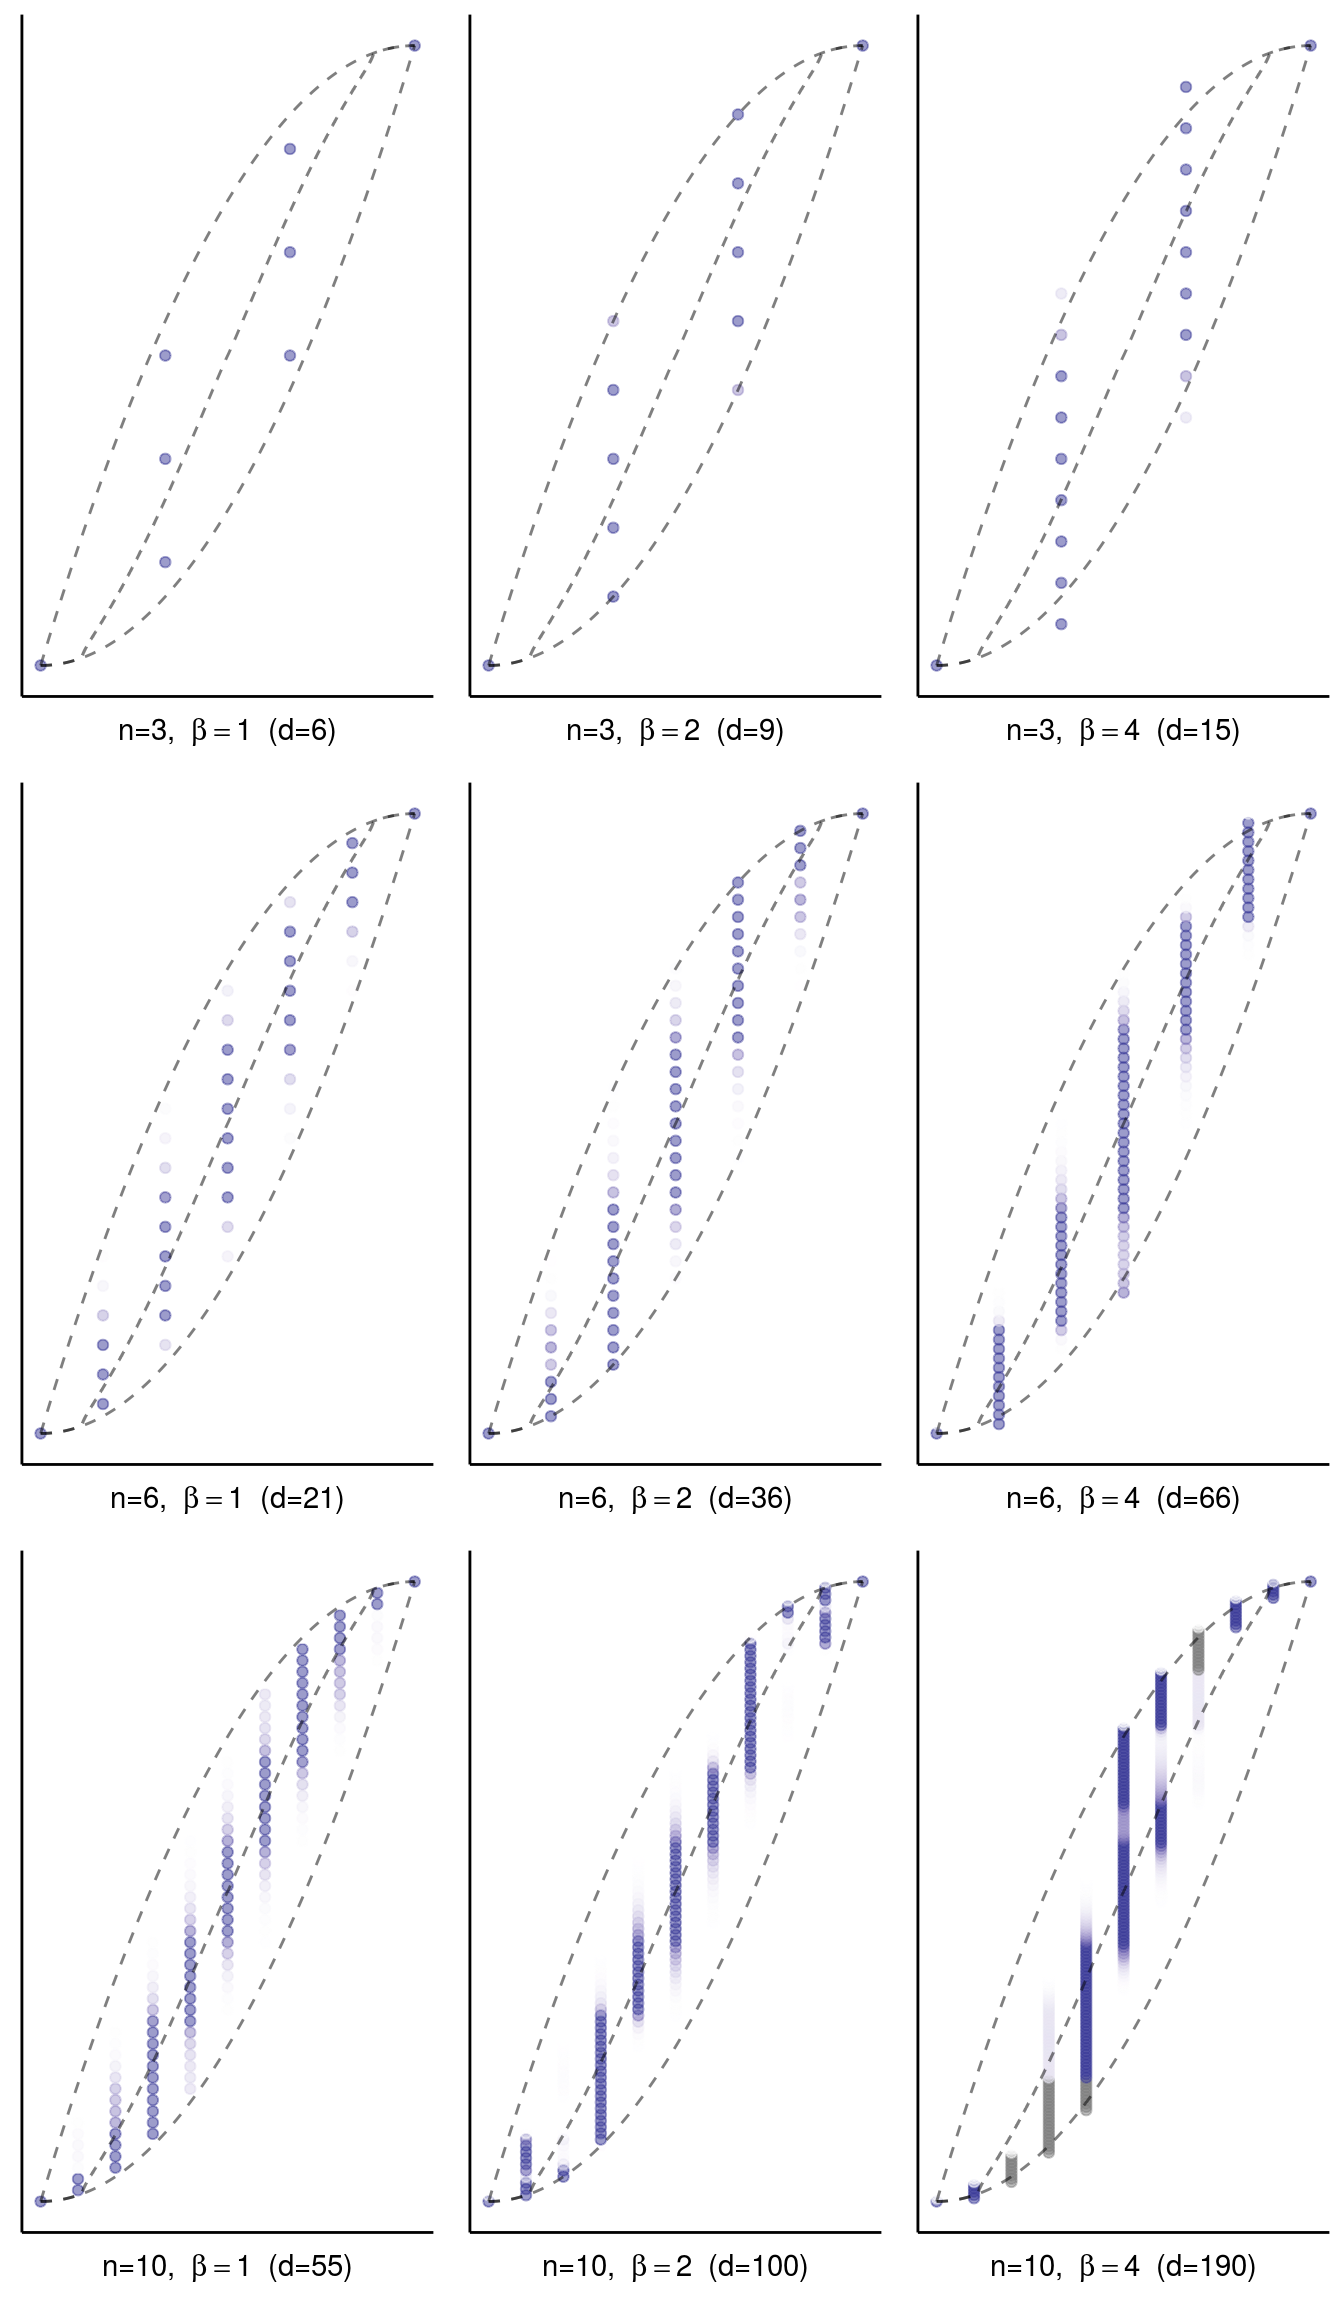 n=3, β = 1 (d=6)
n=3, β = 2 (d=9)
n=3, β = 4 (d=15)
n=6, β = 1 (d=21)
n=6, β = 2 (d=36)
n=6, β = 4 (d=66)
n=10, β = 1 (d=55)
n=10, β = 2 (d=100)
n=10, β = 4 (d=190)